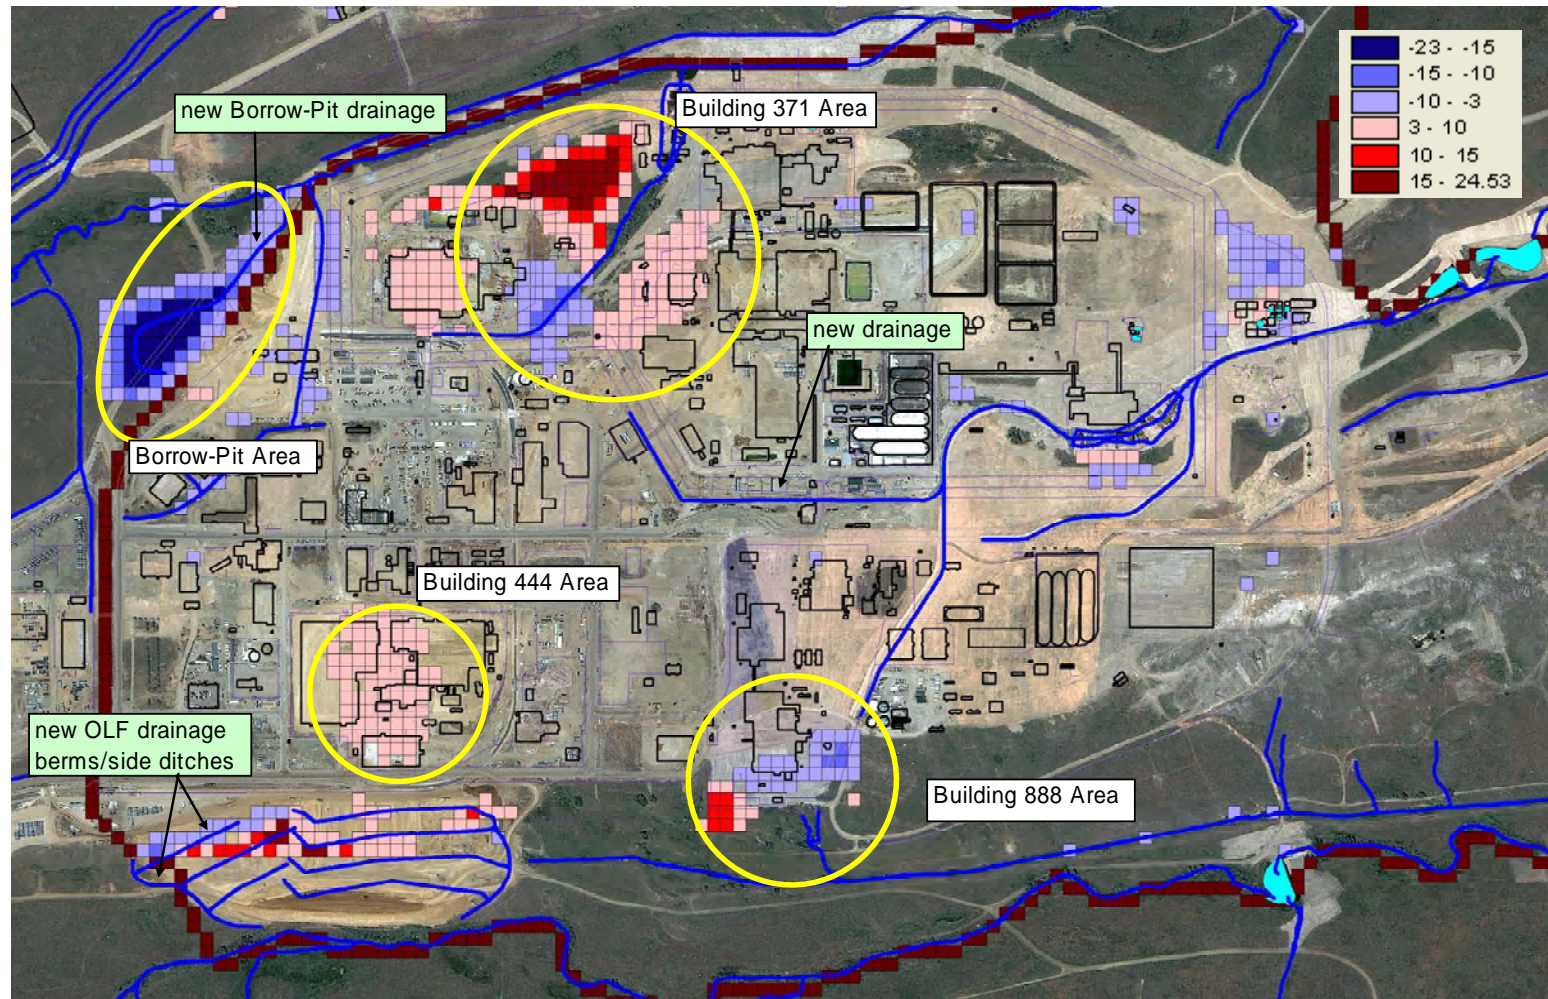 -23 - -15
-15 - -10
-10 - -3
3 - 10
10 - 15
15 - 24.53
new Borrow-Pit drainage
Building 371 Area
new drainage
Borrow-Pit Area
Building 444 Area
new OLF drainage
berms/side ditches
Building 888 Area